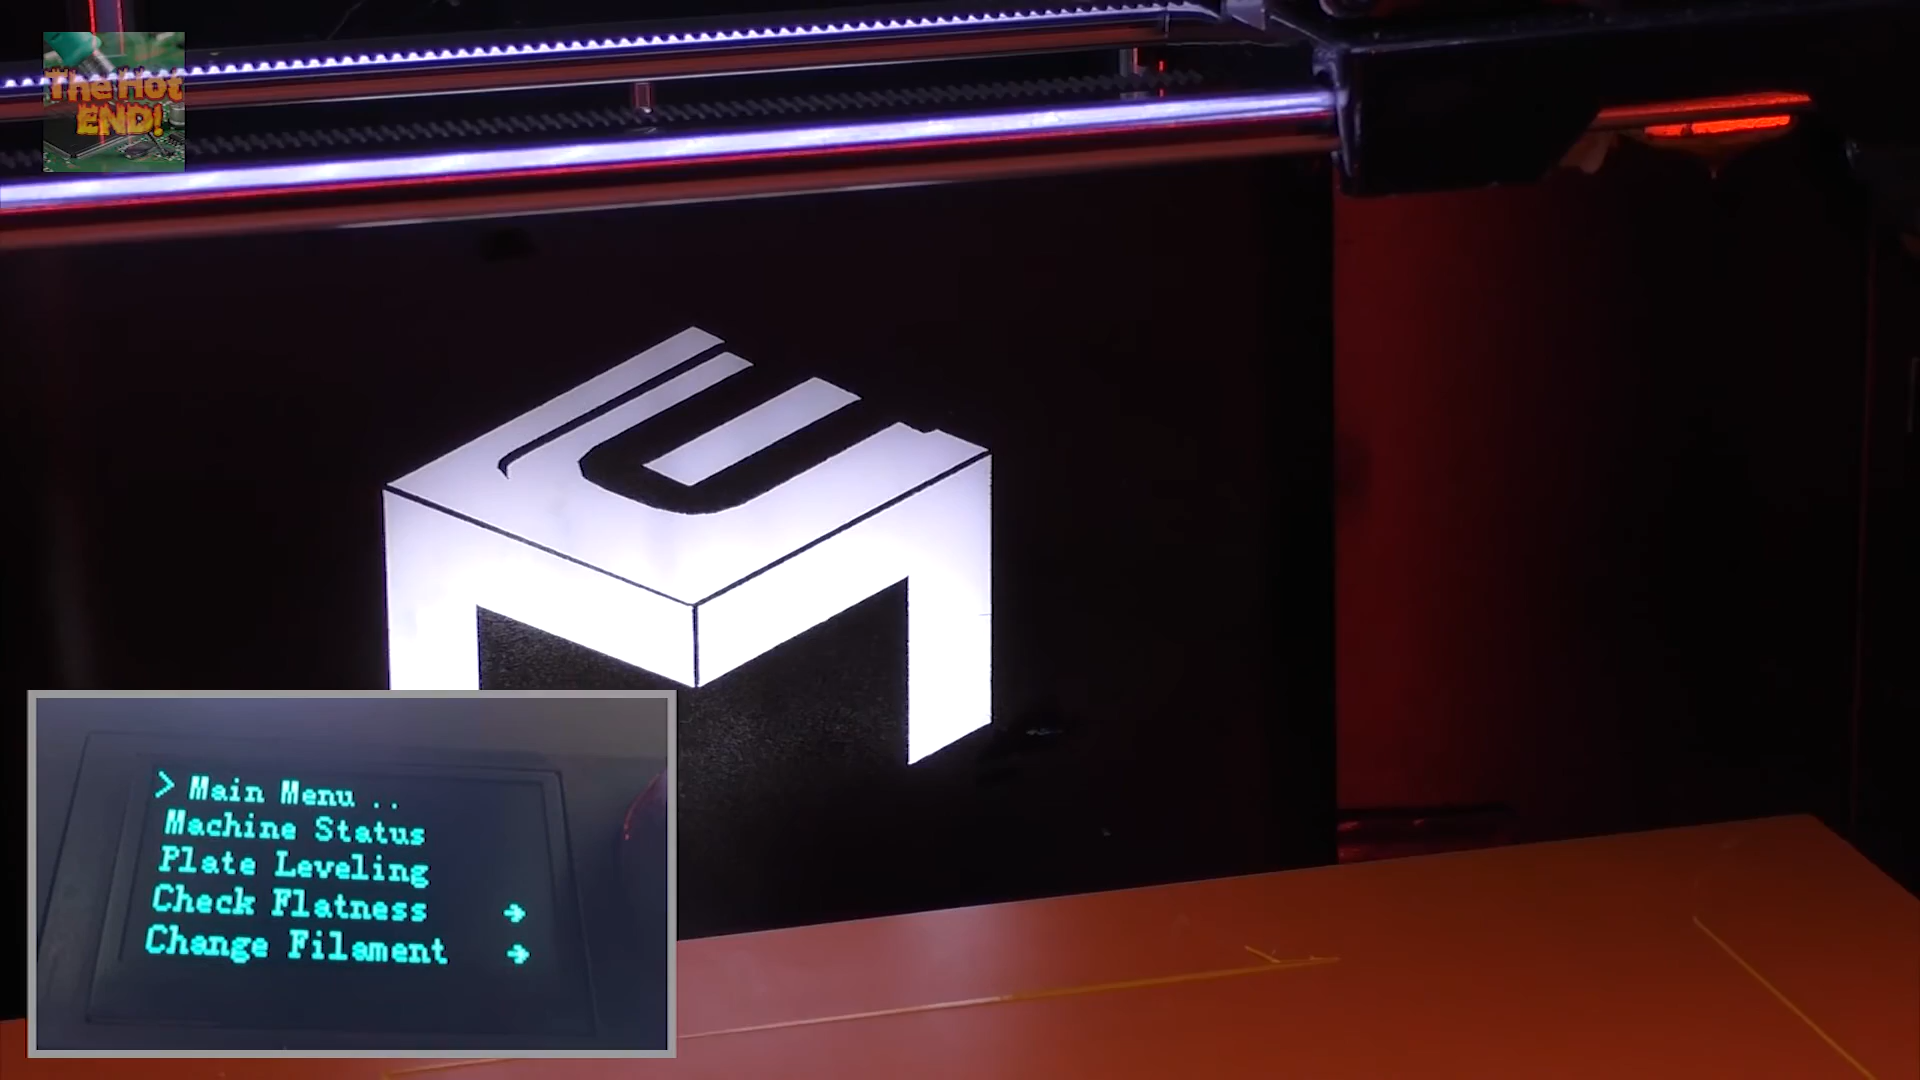 The Hot
END!
> Main Menu ..
Machine Status
Plate Leveling
Check Flatness →
Change Filament →